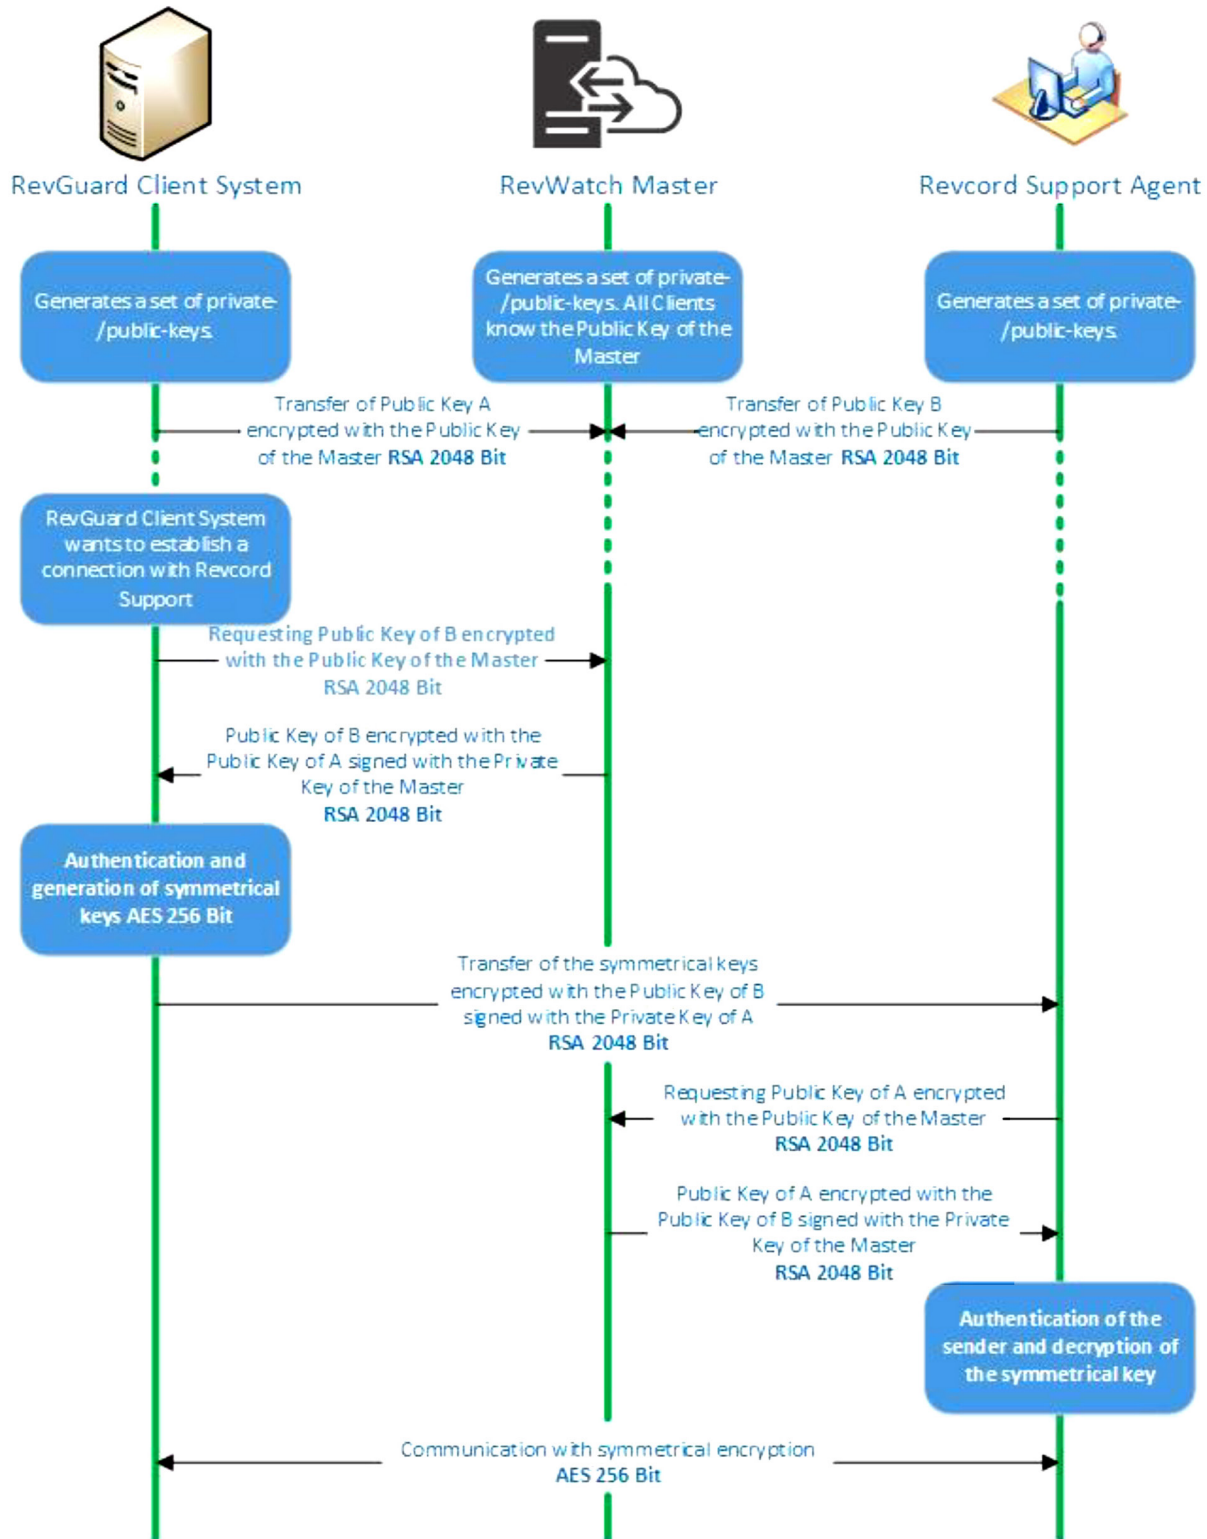 RevGuard Client System
RevWatch Master
Revcord Support Agent
Generates a set of private-
/public-keys.
Generates a set of private-
/public-keys. All Clients
know the Public Key of the
Master
Generates a set of private-
/public-keys.
Transfer of Public Key A
encrypted with the Public Key
of the Master RSA 2048 Bit
Transfer of Public Key B
encrypted with the Public Key
of the Master RSA 2048 Bit
RevGuard Client System
wants to establish a
connection with Revcord
Support
Requesting Public Key of B encrypted
with the Public Key of the Master
RSA 2048 Bit
Public Key of B encrypted with the
Public Key of A signed with the Private
Key of the Master
RSA 2048 Bit
Authentication and
generation of symmetrical
keys AES 256 Bit
Transfer of the symmetrical keys
encrypted with the Public Key of B
signed with the Private Key of A
RSA 2048 Bit
Requesting Public Key of A encrypted
with the Public Key of the Master
RSA 2048 Bit
Public Key of A encrypted with the
Public Key of B signed with the Private
Key of the Master
RSA 2048 Bit
Authentication of the
sender and decryption of
the symmetrical key
Communication with symmetrical encryption
AES 256 Bit